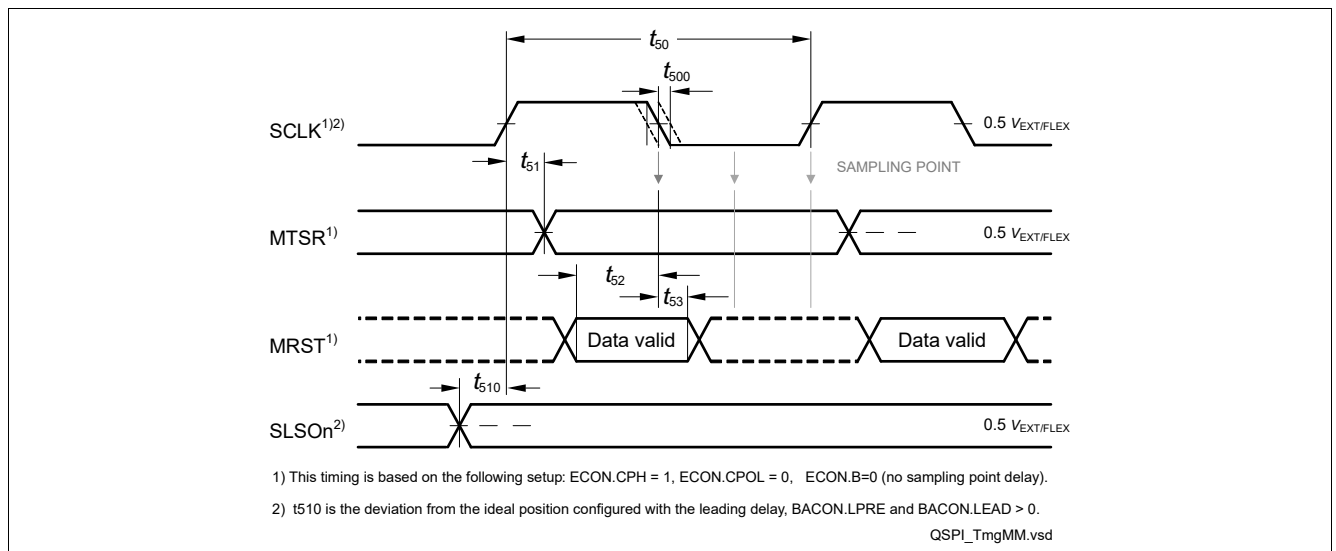 t50
t500
SCLK1)2)
0.5 VEXT/FLEX
t51
SAMPLING POINT
MTSR1)
0.5 VEXT/FLEX
t52
t53
MRST1)
Data valid
Data valid
t510
SLSOn2)
0.5 VEXT/FLEX
1) This timing is based on the following setup: ECON.CPH = 1, ECON.CPOL = 0, ECON.B=0 (no sampling point delay).
2) t510 is the deviation from the ideal position configured with the leading delay, BACON.LPRE and BACON.LEAD > 0.
QSPI_TmgMM.vsd